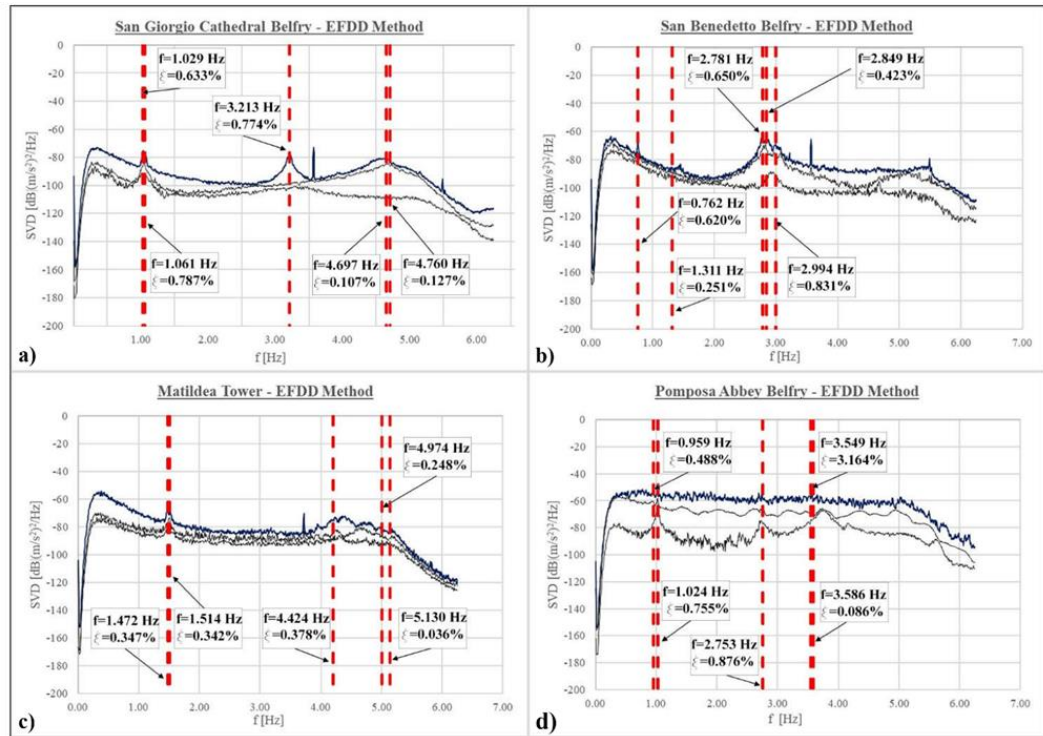 San Giorgio Cathedral Belfry - EFDD Method
0
-20
-40
-60
-80
-100
-120
-140
-160
-180
-200
SVD [dB(m/s²)²/Hz]
f=1.029 Hz
ξ=0.633%
f=3.213 Hz
ξ=0.774%
f=1.061 Hz
ξ=0.787%
f=4.697 Hz
ξ=0.107%
f=4.760 Hz
ξ=0.127%
0.00 1.00 2.00 3.00 4.00 5.00 6.00
f [Hz]
a)
San Benedetto Belfry - EFDD Method
0
-20
-40
-60
-80
-100
-120
-140
-160
-180
-200
SVD [dB(m/s²)²/Hz]
f=2.781 Hz
ξ=0.650%
f=2.849 Hz
ξ=0.423%
f=0.762 Hz
ξ=0.620%
f=1.311 Hz
ξ=0.251%
f=2.994 Hz
ξ=0.831%
0.00 1.00 2.00 3.00 4.00 5.00 6.00 7.00
f [Hz]
b)
Matildea Tower - EFDD Method
0
-20
-40
-60
-80
-100
-120
-140
-160
-180
-200
SVD [dB(m/s²)²/Hz]
f=4.974 Hz
ξ=0.248%
f=1.472 Hz
ξ=0.347%
f=1.514 Hz
ξ=0.342%
f=4.424 Hz
ξ=0.378%
f=5.130 Hz
ξ=0.036%
0.00 1.00 2.00 3.00 4.00 5.00 6.00 7.00
f [Hz]
c)
Pomposa Abbey Belfry - EFDD Method
0
-20
-40
-60
-80
-100
-120
-140
-160
-180
-200
SVD [dB(m/s²)²/Hz]
f=0.959 Hz
ξ=0.488%
f=3.549 Hz
ξ=3.164%
f=1.024 Hz
ξ=0.755%
f=2.753 Hz
ξ=0.876%
f=3.586 Hz
ξ=0.086%
0.00 1.00 2.00 3.00 4.00 5.00 6.00 7.00
f [Hz]
d)